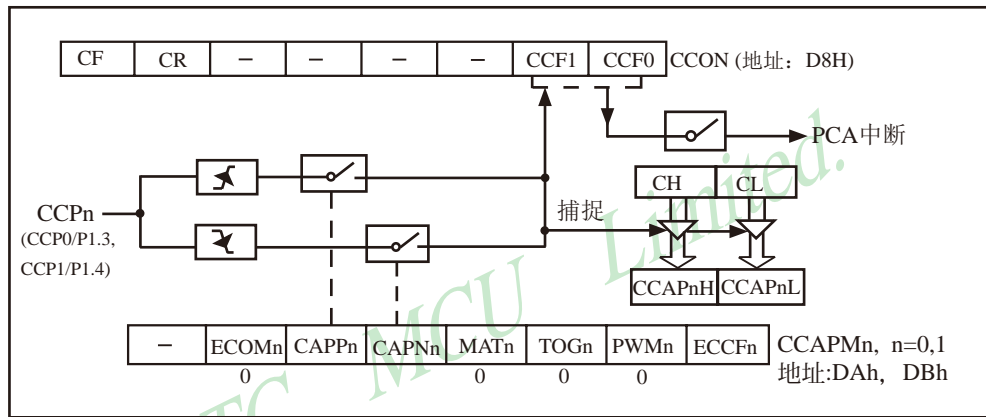 CF CR – – – – CCF1 CCF0 CCON (地址：D8H)
PCA中断
CH CL
CCPn
捕捉
(CCP0/P1.3,
CCP1/P1.4)
CCAPnH CCAPnL
– ECOMn CAPPn CAPNn MATn TOGn PWMn ECCFn CCAPMn, n=0,1
0 0 0 0 地址:DAh, DBh
MCU Limited.